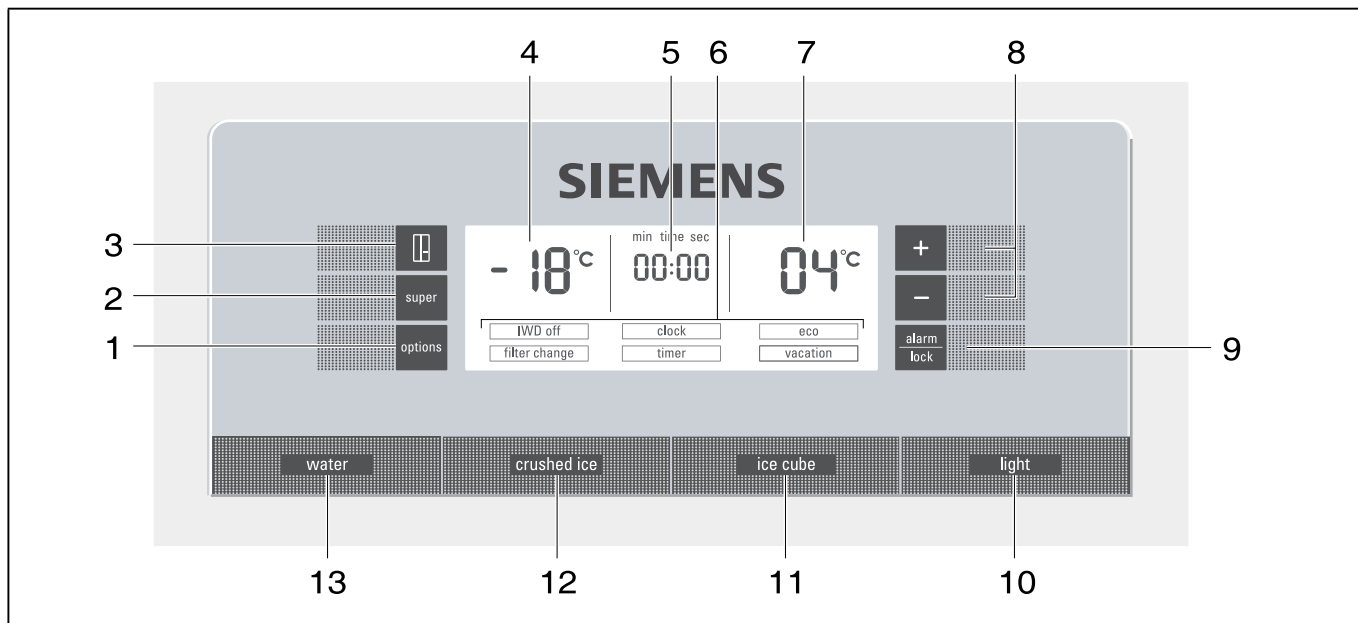 4 5 6 7 8
SIEMENS
3 - 18 °C min time sec 04 °C +
00:00
2 super −
IWD off clock eco
1 options filter change timer vacation alarm lock 9
water crushed ice ice cube light
13 12 11 10